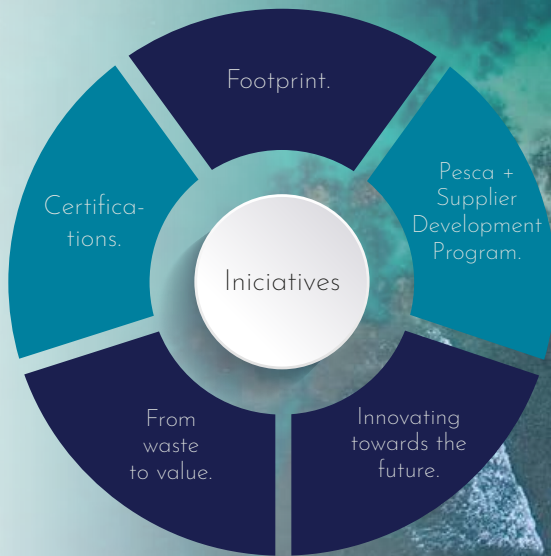 Footprint.
Pesca +
Supplier
Development
Program.
Innovating
towards the
future.
From
waste
to value.
Certifica-
tions.
Iniciatives